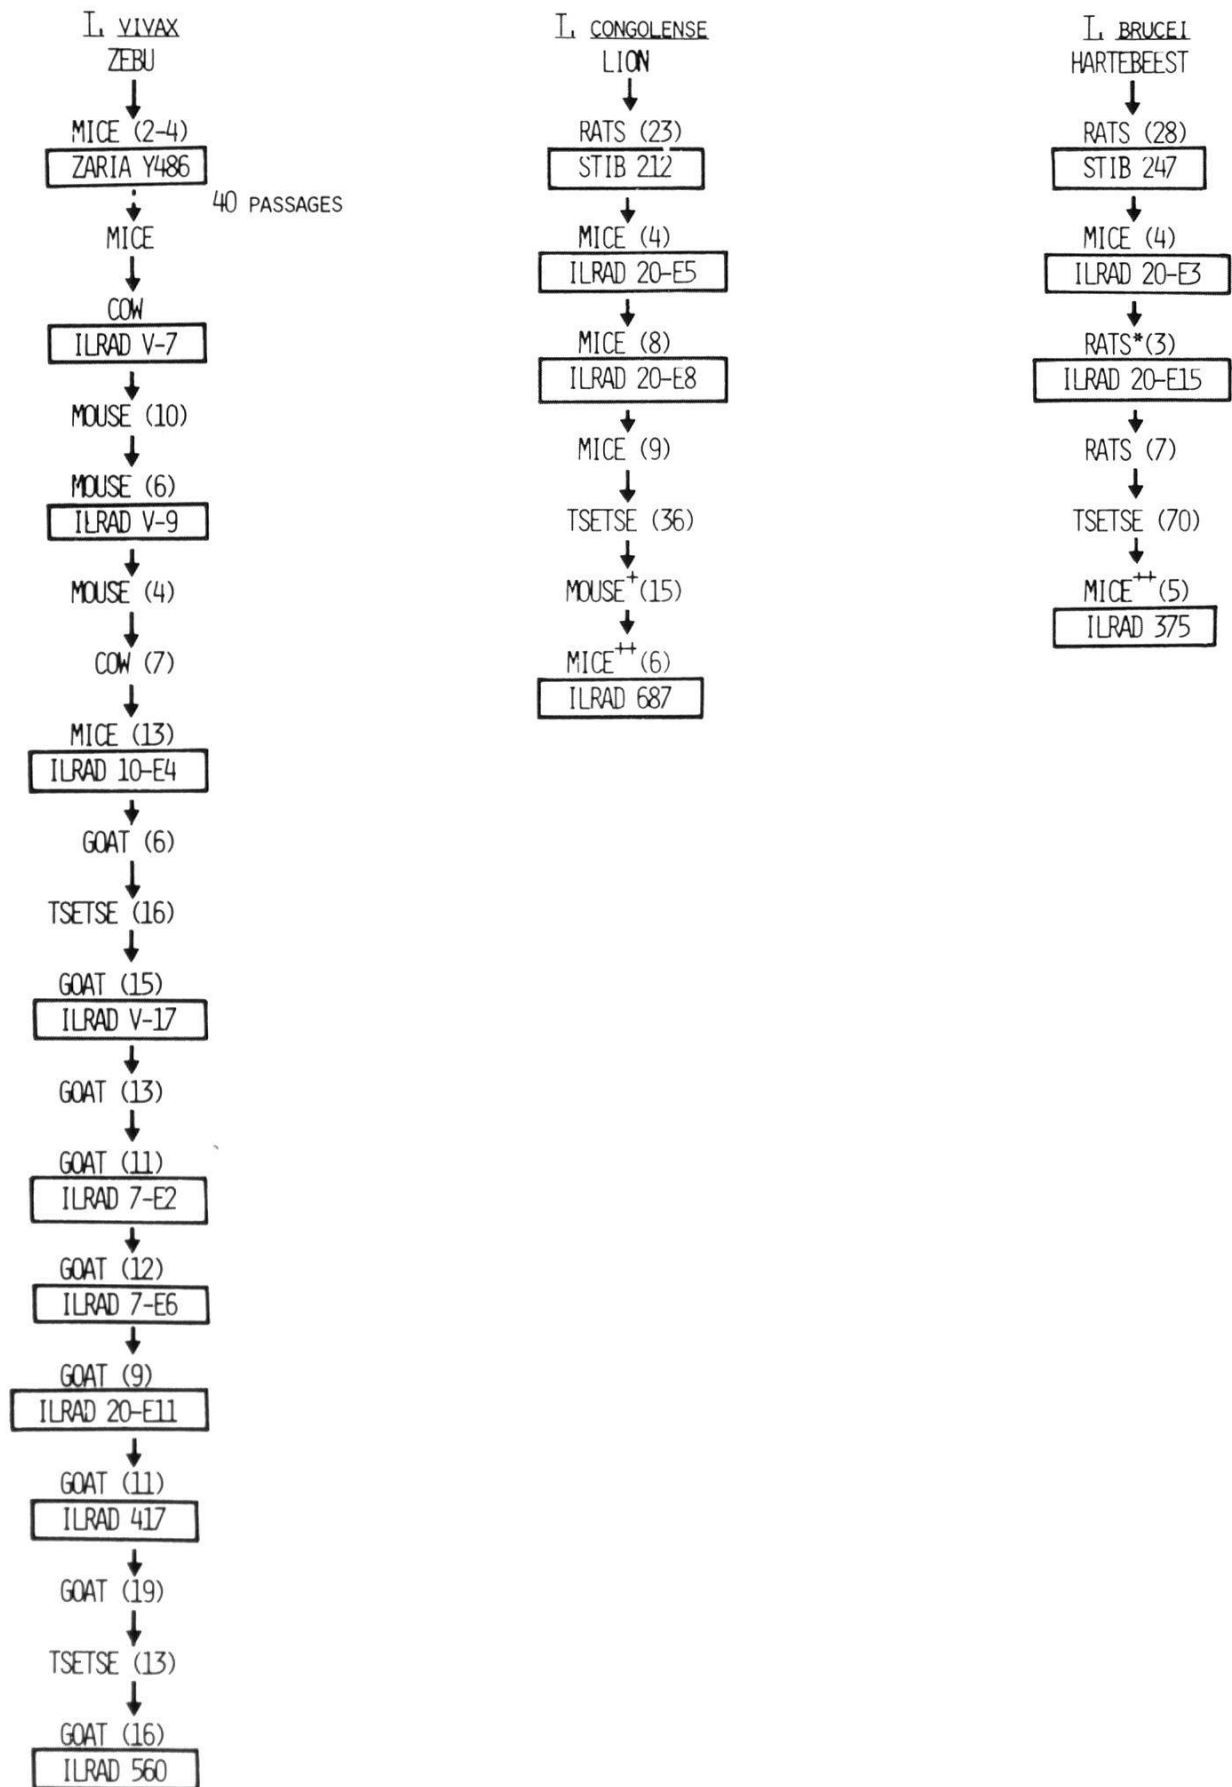 T. VIVAX
ZEBU
MICE (2-4)
ZARIA Y486
40 PASSAGES
MICE
COW
ILRAD V-7
MOUSE (10)
MOUSE (6)
ILRAD V-9
MOUSE (4)
COW (7)
MICE (13)
ILRAD 10-E4
GOAT (6)
TSETSE (16)
GOAT (15)
ILRAD V-17
GOAT (13)
GOAT (11)
ILRAD 7-E2
GOAT (12)
ILRAD 7-E6
GOAT (9)
ILRAD 20-E11
GOAT (11)
ILRAD 417
GOAT (19)
TSETSE (13)
GOAT (16)
ILRAD 560
T. CONGOLENSE
LION
RATS (23)
STIB 212
MICE (4)
ILRAD 20-E5
MICE (8)
ILRAD 20-E8
MICE (9)
TSETSE (36)
MOUSE+(15)
MICE++(6)
ILRAD 687
T. BRUCEI
HARTEBEEST
RATS (28)
STIB 247
MICE (4)
ILRAD 20-E3
RATS*(3)
ILRAD 20-E15
RATS (7)
TSETSE (70)
MICE++(5)
ILRAD 375